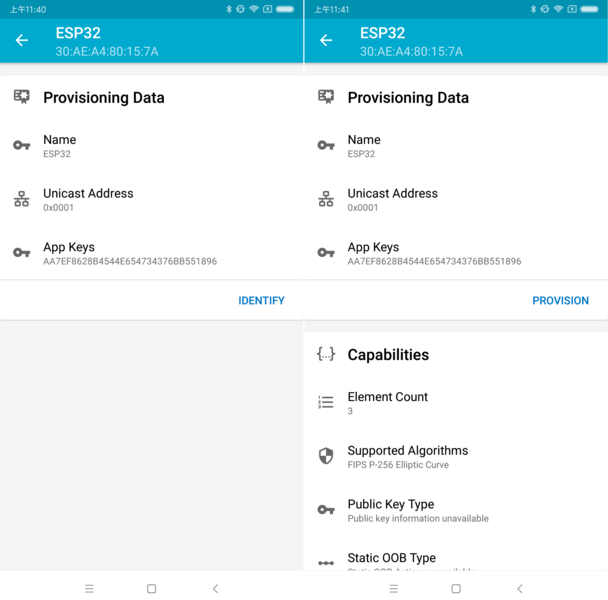 上午11:40
ESP32
30:AE:A4:80:15:7A
Provisioning Data
Name
ESP32
Unicast Address
0x0001
App Keys
AA7EF8628B4544E654734376BB551896
IDENTIFY
上午11:41
ESP32
30:AE:A4:80:15:7A
Provisioning Data
Name
ESP32
Unicast Address
0x0001
App Keys
AA7EF8628B4544E654734376BB551896
PROVISION
Capabilities
Element Count
3
Supported Algorithms
FIPS P-256 Elliptic Curve
Public Key Type
Public key information unavailable
Static OOB Type